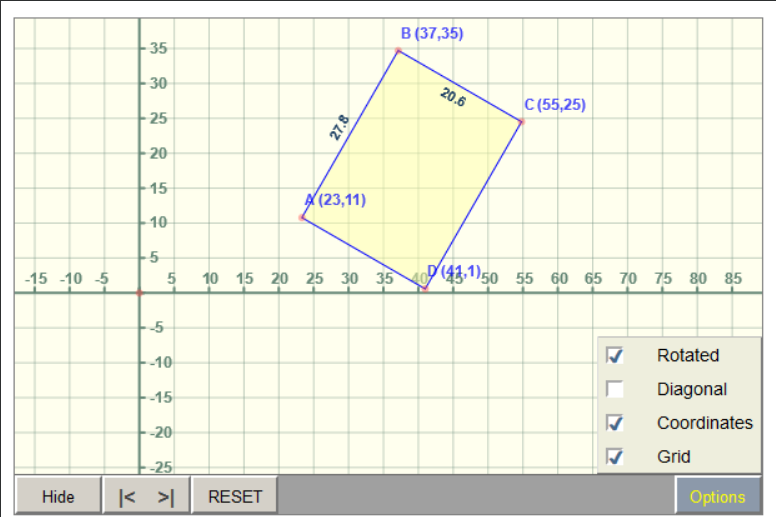 B (37,35)
35
30
C (55,25)
20.6
25
27.8
20
15
A (23,11)
10
5
D (41,1)
-15 -10 -5 5 10 15 20 25 30 35 40 45 50 55 60 65 70 75 80 85
-5
-10
-15
-20
-25
Rotated
Diagonal
Coordinates
Grid
Hide |< >| RESET Options